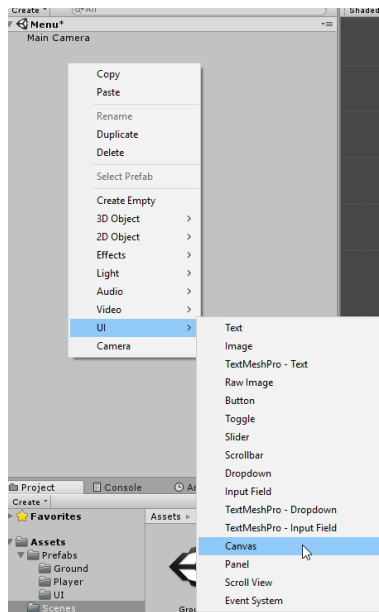 Create
All
Shaded
Menu*
Main Camera
Copy
Paste
Rename
Duplicate
Delete
Select Prefab
Create Empty
3D Object
2D Object
Effects
Light
Audio
Video
UI
Camera
Text
Image
TextMeshPro - Text
Raw Image
Button
Toggle
Slider
Scrollbar
Dropdown
Input Field
TextMeshPro - Dropdown
TextMeshPro - Input Field
Canvas
Panel
Scroll View
Event System
Project
Console
Create
Favorites
Assets
Assets
Prefabs
Ground
Player
UI
Scenes